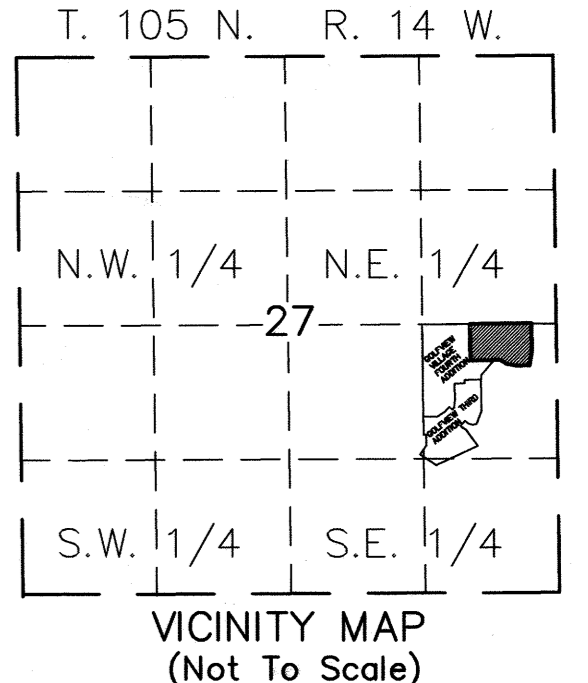 T. 105 N. R. 14 W.
N.W. 1/4 N.E. 1/4
27
GOLFVIEW
VILLAGE
FOURTH
ADDITION
GOLFVIEW THIRD
ADDITION
S.W. 1/4 S.E. 1/4
VICINITY MAP
(Not To Scale)